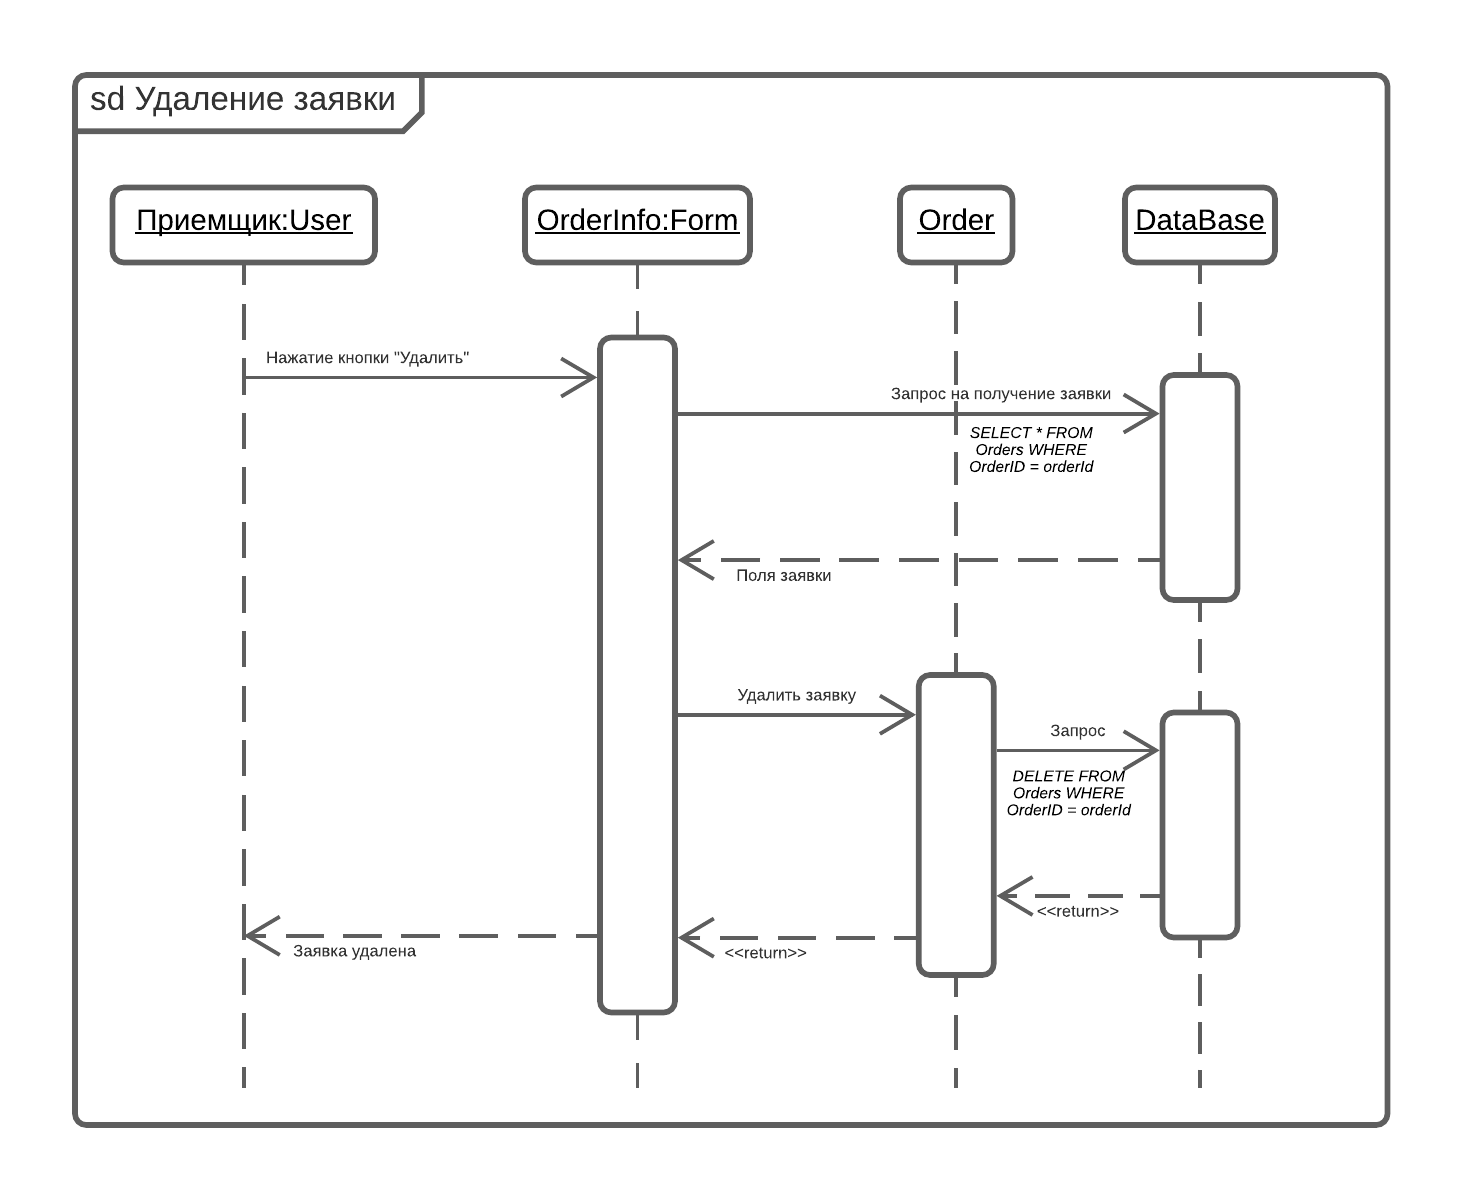 sd Удаление заявки
Приемщик:User
OrderInfo:Form
Order
DataBase
Нажатие кнопки "Удалить"
Запрос на получение заявки
SELECT * FROM
Orders WHERE
OrderID = orderId
Поля заявки
Удалить заявку
Запрос
DELETE FROM
Orders WHERE
OrderID = orderId
<<return>>
Заявка удалена
<<return>>